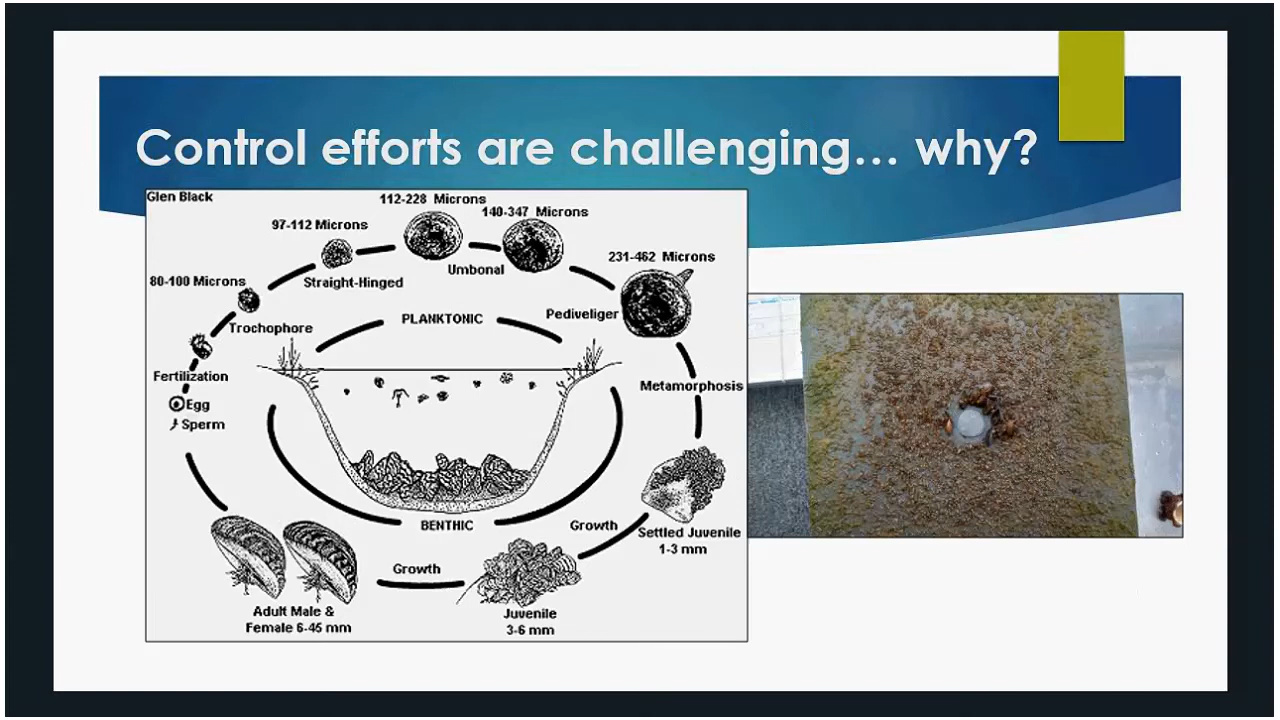 Control efforts are challenging... why?
Glen Black
112-228 Microns
140-347 Microns
97-112 Microns
231-462 Microns
80-100 Microns
Straight-Hinged
Umbonal
Pediveliger
Trochophore
PLANKTONIC
Fertilization
Egg
Sperm
Metamorphosis
BENTHIC
Growth
Settled Juvenile
1-3 mm
Growth
Juvenile
3-6 mm
Adult Male &
Female 6-45 mm